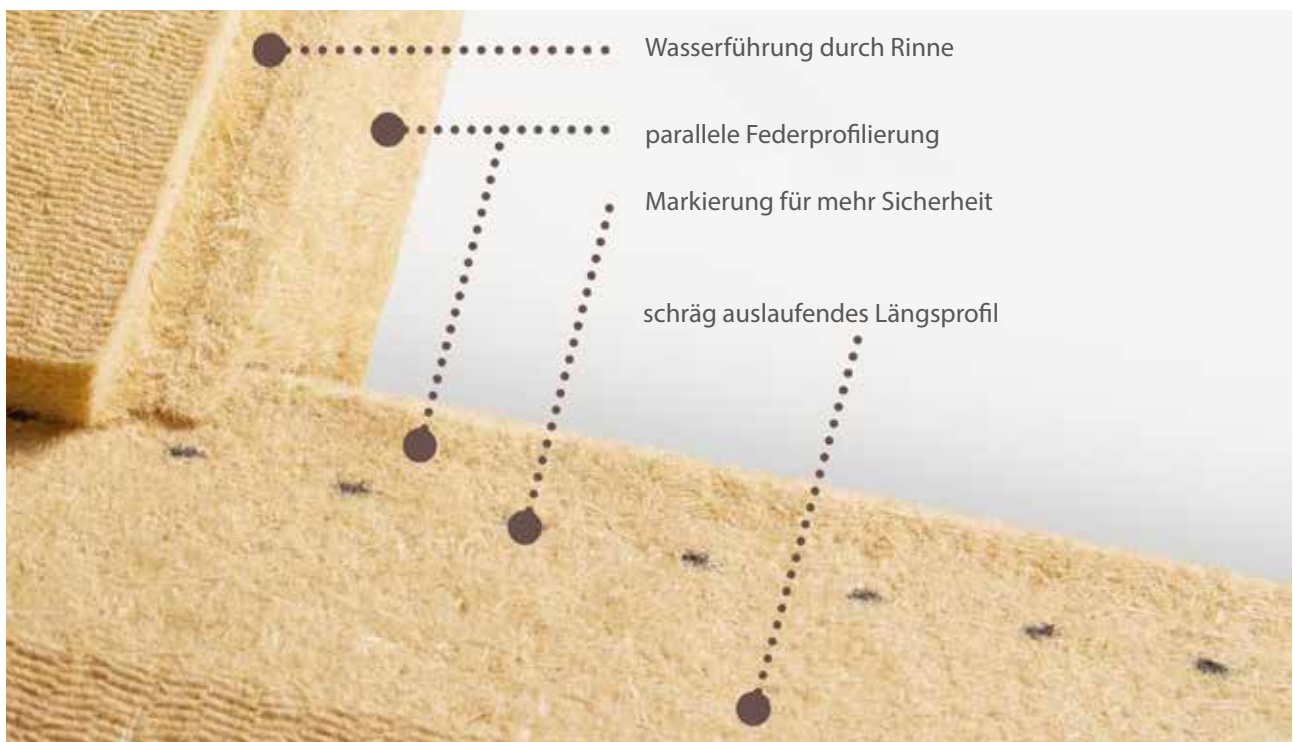 Wasserführung durch Rinne
parallele Federprofilierung
Markierung für mehr Sicherheit
schräg auslaufendes Längsprofil